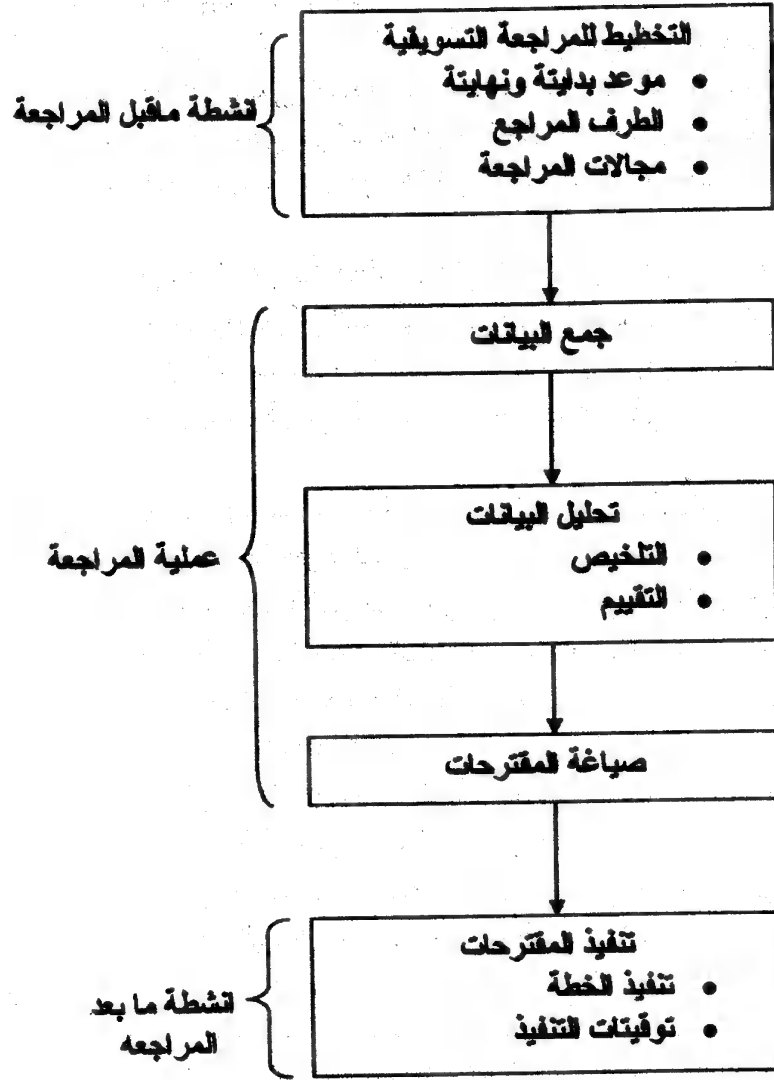 التخطيط للمراجعة التسويقية
• موعد بدايتة ونهايتة
• الطرف المراجع
• مجالات المراجعة
انشطة ماقبل المراجعة
جمع البيانات
تحليل البيانات
• التلخيص
• التقييم
عملية المراجعة
صياغة المقترحات
تنفيذ المقترحات
• تنفيذ الخطة
• توقيتات التنفيذ
انشطة ما بعد
المراجعه